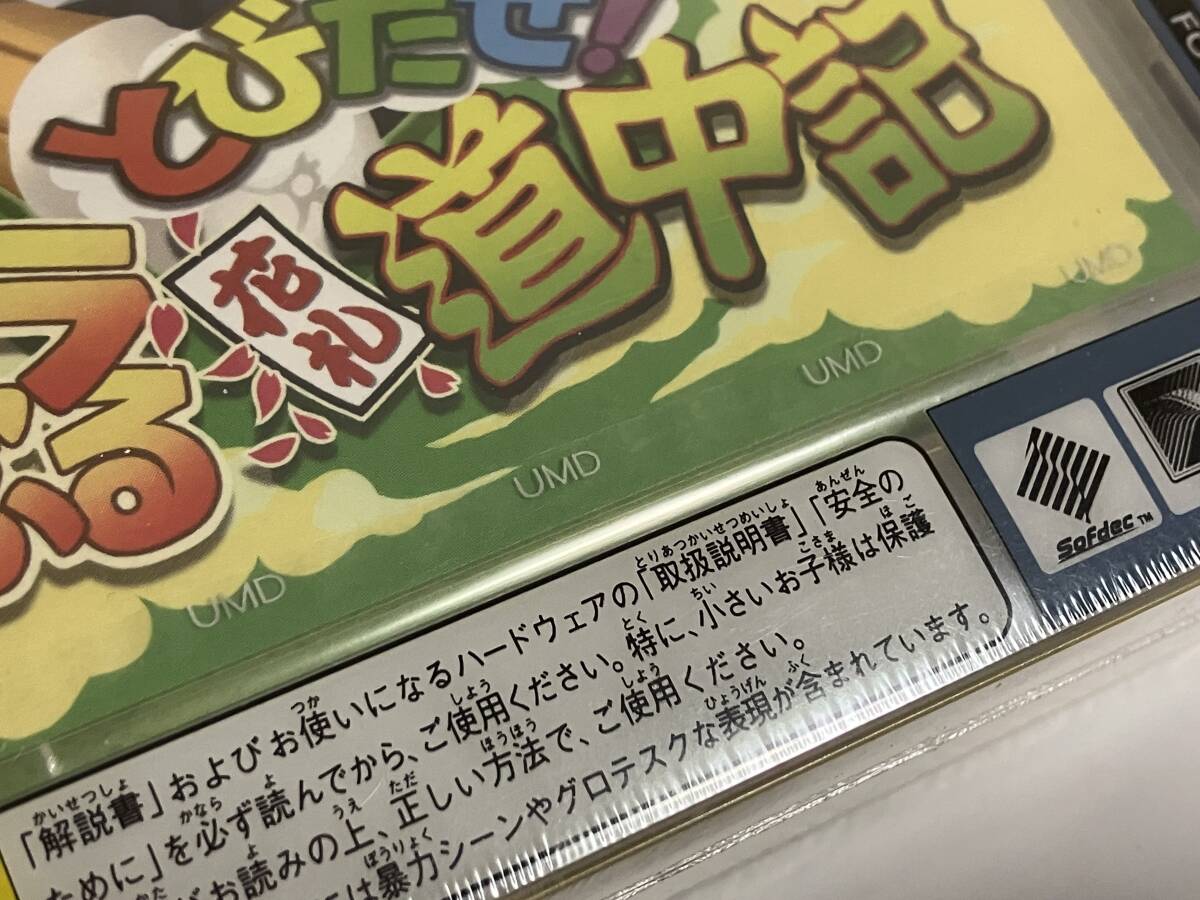 とびたせ!
道中記
花札
る
UMD
UMD
UMD
UMD
Sofdec™
「解説書」およびお使いになるハードウェアの「取扱説明書」「安全の
ために」を必ず読んでから、ご使用ください。特に、小さいお子様は保護
お読みの上、正しい方法で、ご使用ください。
は暴力シーンやグロテスクな表現が含まれています。